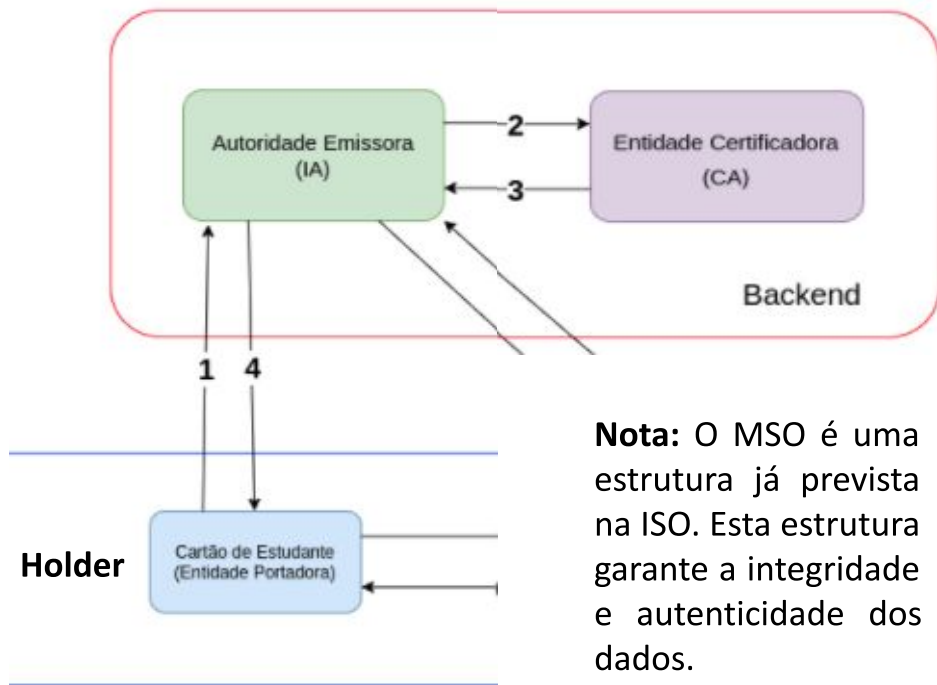 Autoridade Emissora
(IA)
2
Entidade Certificadora
(CA)
3
Backend
1
4
Nota: O MSO é uma
estrutura já prevista
na ISO. Esta estrutura
garante a integridade
e autenticidade dos
dados.
Holder
Cartão de Estudante
(Entidade Portadora)